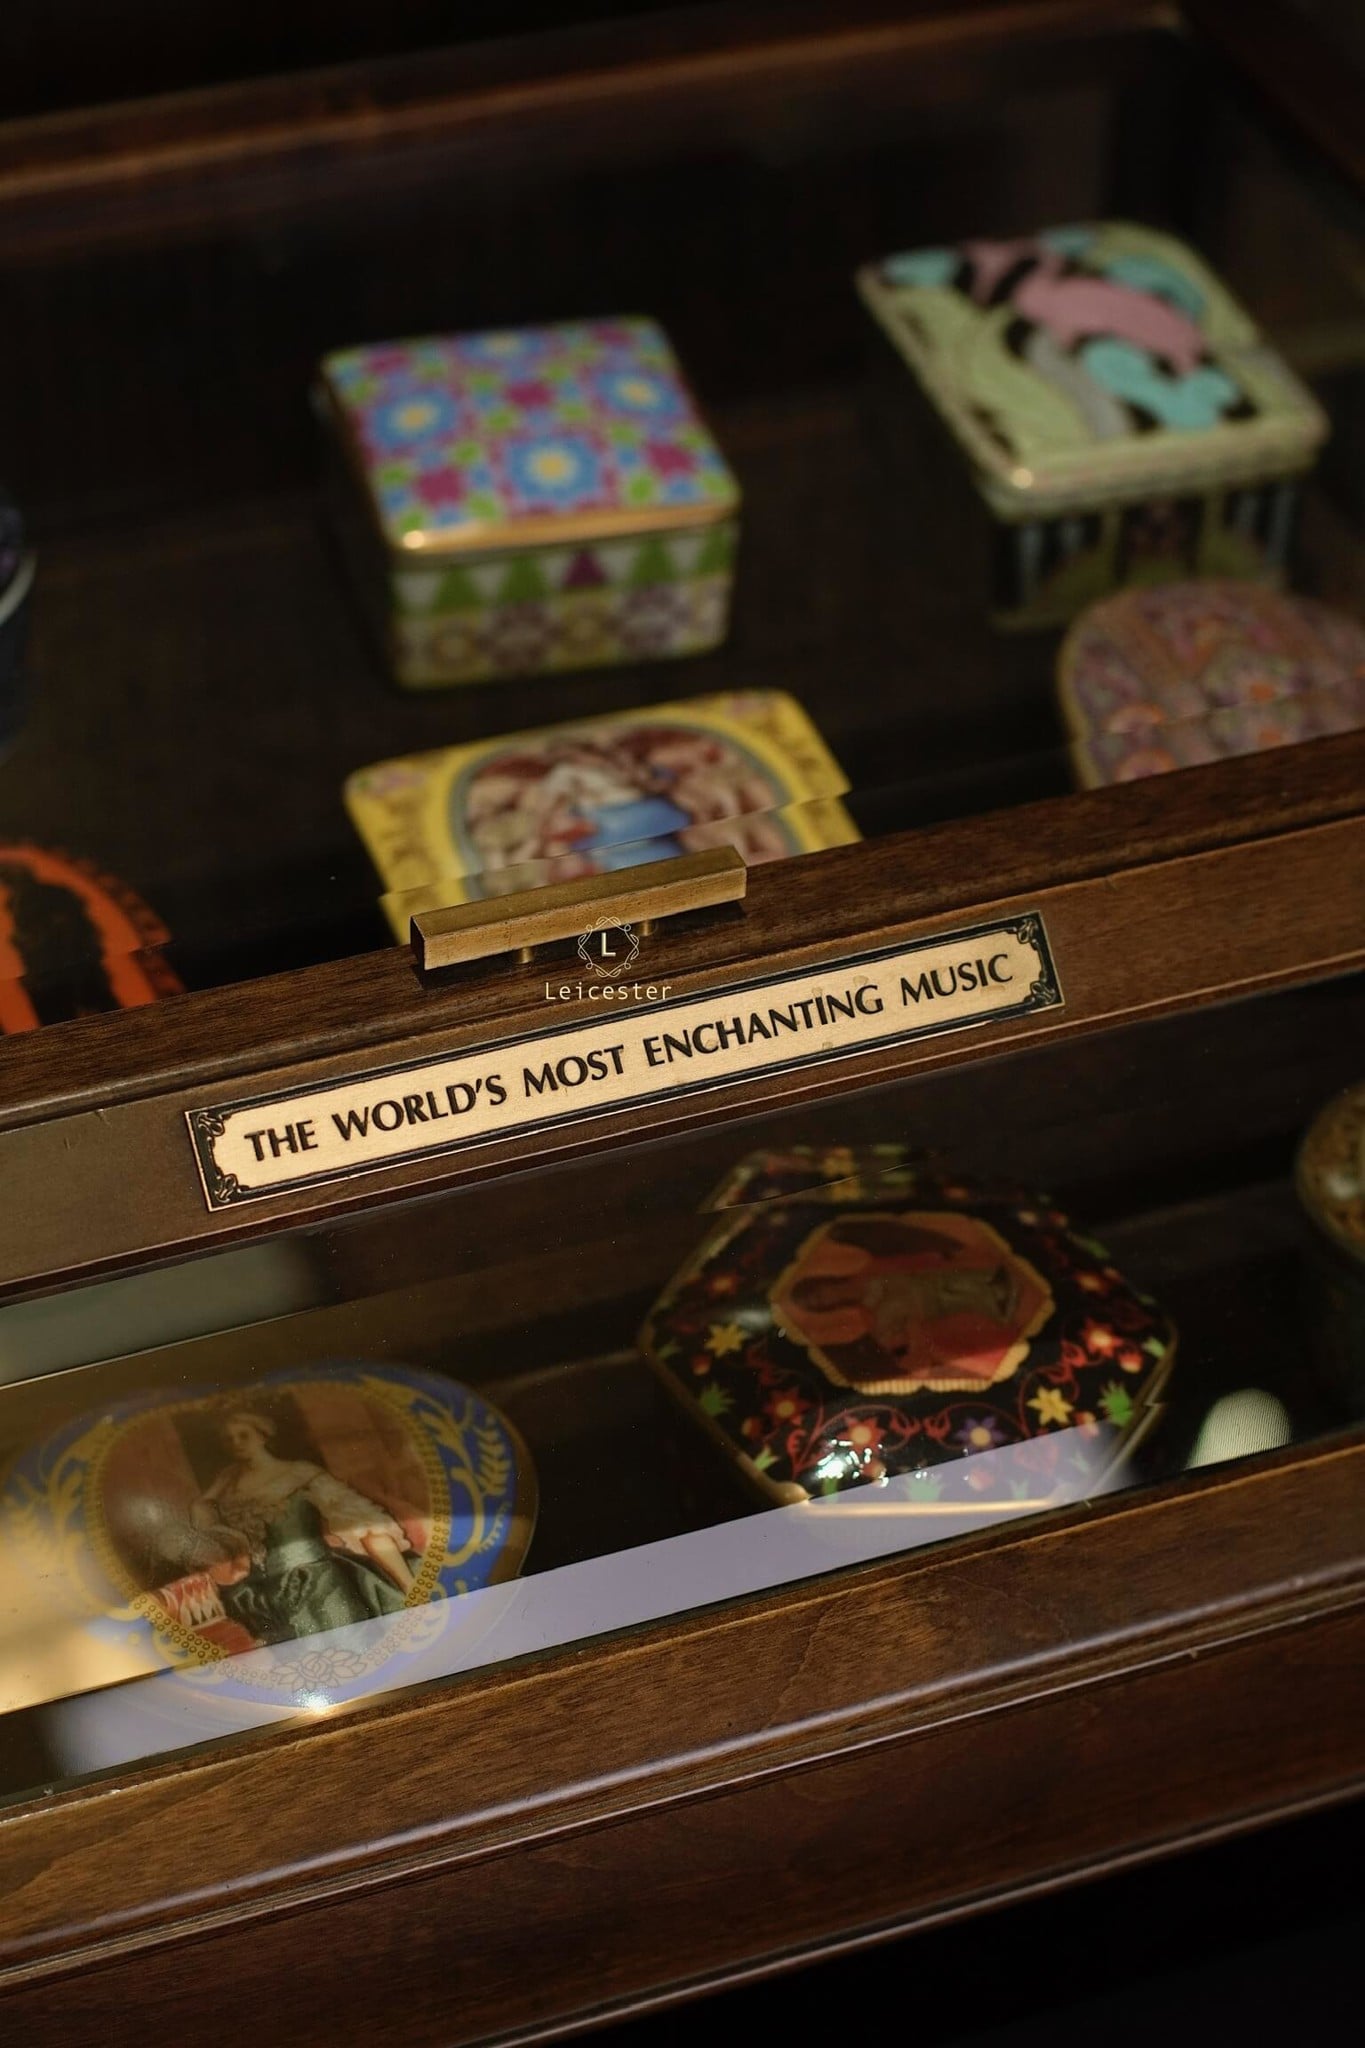 L
Leicester
THE WORLD'S MOST ENCHANTING MUSIC